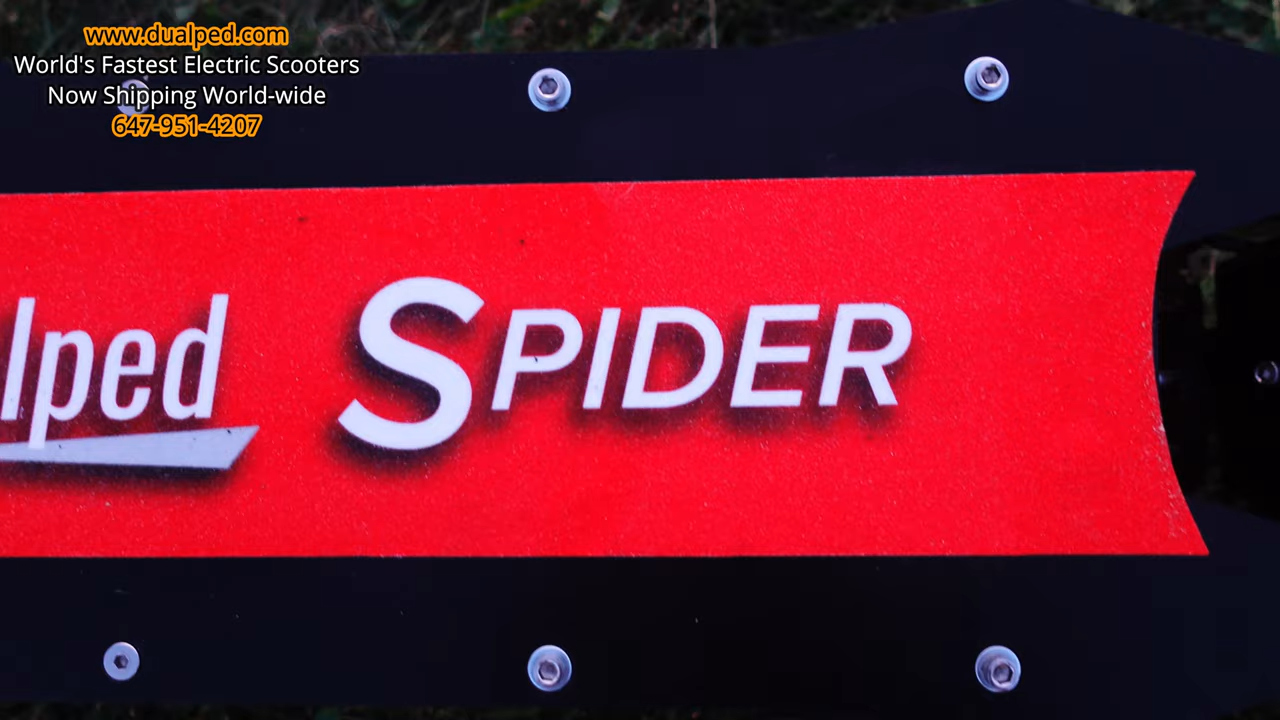 www.dualped.com
World's Fastest Electric Scooters
Now Shipping World-wide
647-951-4207
lped SPIDER